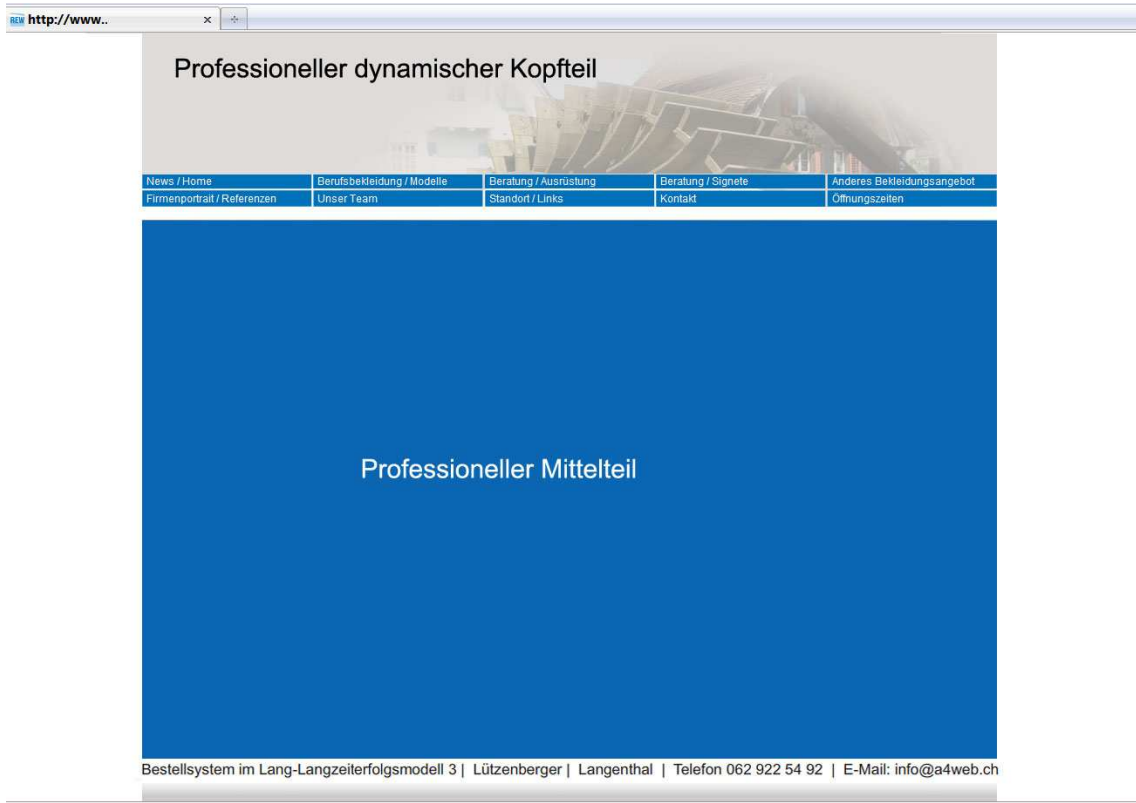 BEW http://www.. x
Professioneller dynamischer Kopfteil
News / Home Berufsbekleidung / Modelle Beratung / Ausrüstung Beratung / Signete Anderes Bekleidungsangebot
Firmenportrait / Referenzen Unser Team Standort / Links Kontakt Öffnungszeiten
Professioneller Mittelteil
Bestellsystem im Lang-Langzeiterfolgsmodell 3 | Lützenberger | Langenthal | Telefon 062 922 54 92 | E-Mail: info@a4web.ch